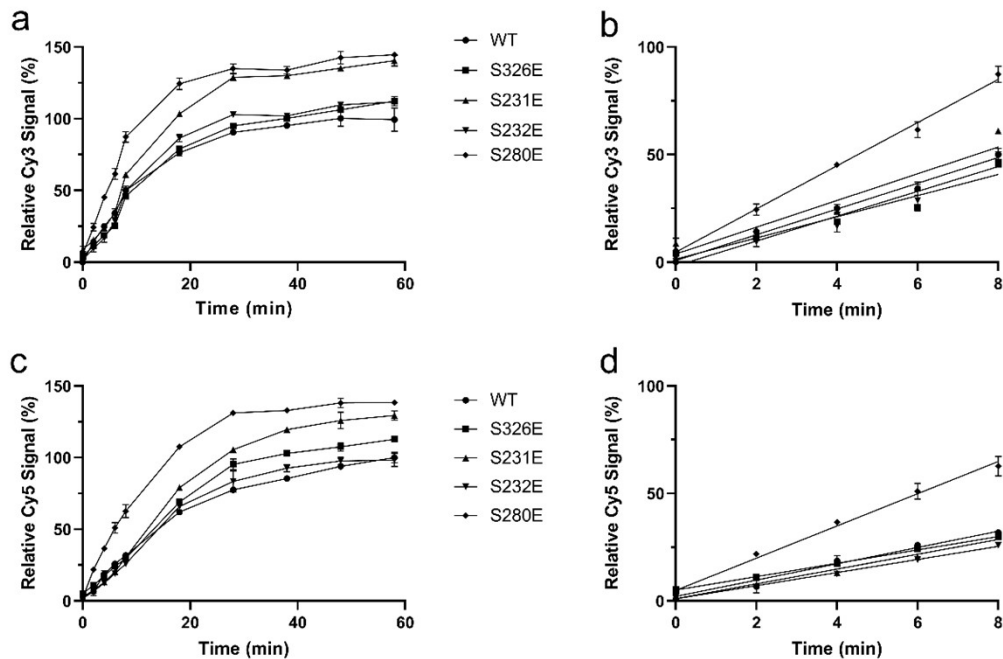 a
Relative Cy3 Signal (%)
150
100
50
0
0 20 40 60
Time (min)
WT
S326E
S231E
S232E
S280E
b
Relative Cy3 Signal (%)
100
50
0
0 2 4 6 8
Time (min)
c
Relative Cy5 Signal (%)
150
100
50
0
0 20 40 60
Time (min)
WT
S326E
S231E
S232E
S280E
d
Relative Cy5 Signal (%)
100
50
0
0 2 4 6 8
Time (min)